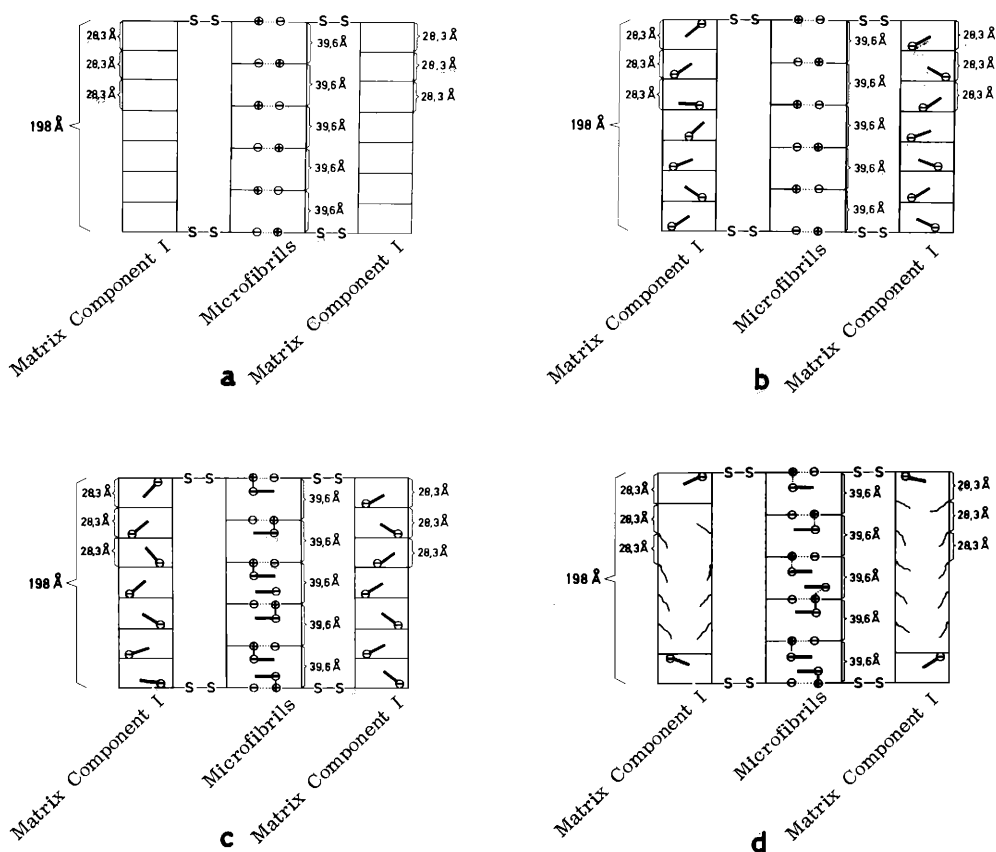 S S
S S
28,3 Å
28,3 Å
28,3 Å
198 Å
39,6 Å
39,6 Å
39,6 Å
39,6 Å
39,6 Å
28,3 Å
28,3 Å
28,3 Å
S S
S S
Matrix Component I
Microfibrils
Matrix Component I
a
S S
S S
28,3 Å
28,3 Å
28,3 Å
198 Å
39,6 Å
39,6 Å
39,6 Å
39,6 Å
39,6 Å
28,3 Å
28,3 Å
28,3 Å
S S
S S
Matrix Component I
Microfibrils
Matrix Component I
b
S S
S S
28,3 Å
28,3 Å
28,3 Å
198 Å
39,6 Å
39,6 Å
39,6 Å
39,6 Å
39,6 Å
28,3 Å
28,3 Å
28,3 Å
S S
S S
Matrix Component I
Microfibrils
Matrix Component I
c
S S
S S
28,3 Å
28,3 Å
28,3 Å
198 Å
39,6 Å
39,6 Å
39,6 Å
39,6 Å
39,6 Å
28,3 Å
28,3 Å
28,3 Å
S S
S S
Matrix Component I
Microfibrils
Matrix Component I
d